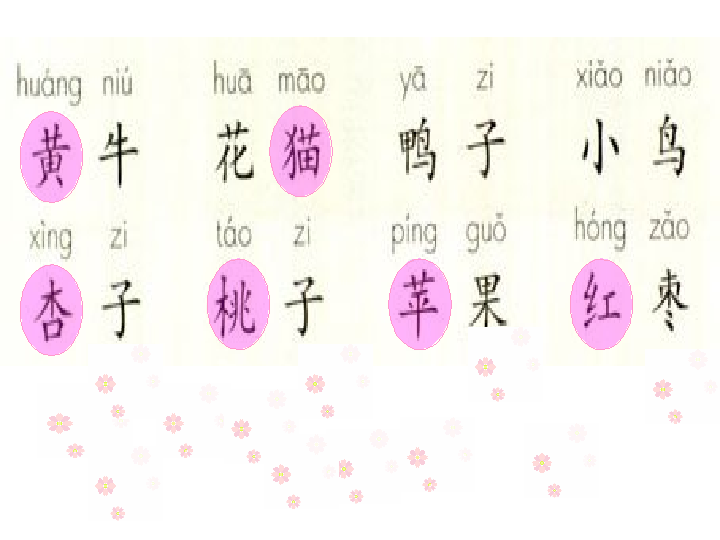 huáng niú huā māo yā zi xiǎo niǎo
黄牛 花猫 鸭子 小鸟
xìng zi táo zi píng guǒ hóng zǎo
杏子 桃子 苹果 红枣